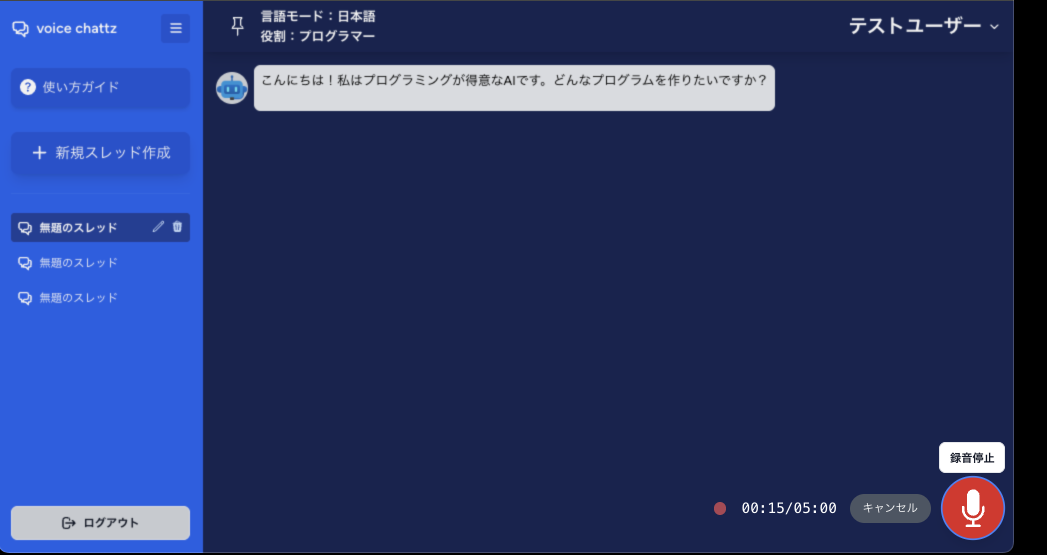 voice chattz
使い方ガイド
新規スレッド作成
無題のスレッド
無題のスレッド
無題のスレッド
ログアウト
言語モード：日本語
役割：プログラマー
テストユーザー
こんにちは！私はプログラミングが得意なAIです。どんなプログラムを作りたいですか？
録音停止
00:15/05:00
キャンセル